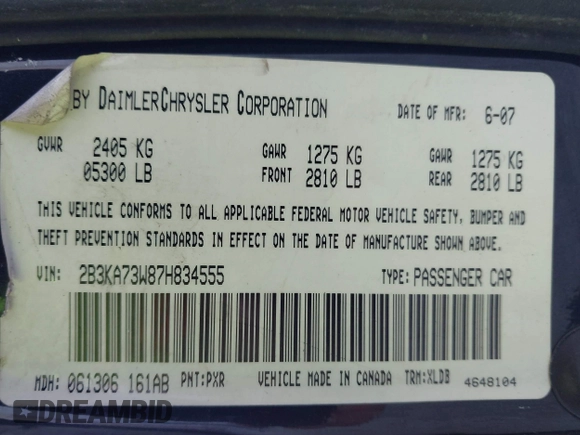 BY DAIMLERCHRYSLER CORPORATION DATE OF MFR: 6-07
GVWR 2405 KG GAWR 1275 KG GAWR 1275 KG
05300 LB FRONT 2810 LB REAR 2810 LB
THIS VEHICLE CONFORMS TO ALL APPLICABLE FEDERAL MOTOR VEHICLE SAFETY, BUMPER AND
THEFT PREVENTION STANDARDS IN EFFECT ON THE DATE OF MANUFACTURE SHOWN ABOVE.
VIN: 2B3KA73W87H834555 TYPE: PASSENGER CAR
MDH: 061306 161AB PNT: PXR VEHICLE MADE IN CANADA TRM: XLDB 4648104
DREAMBID